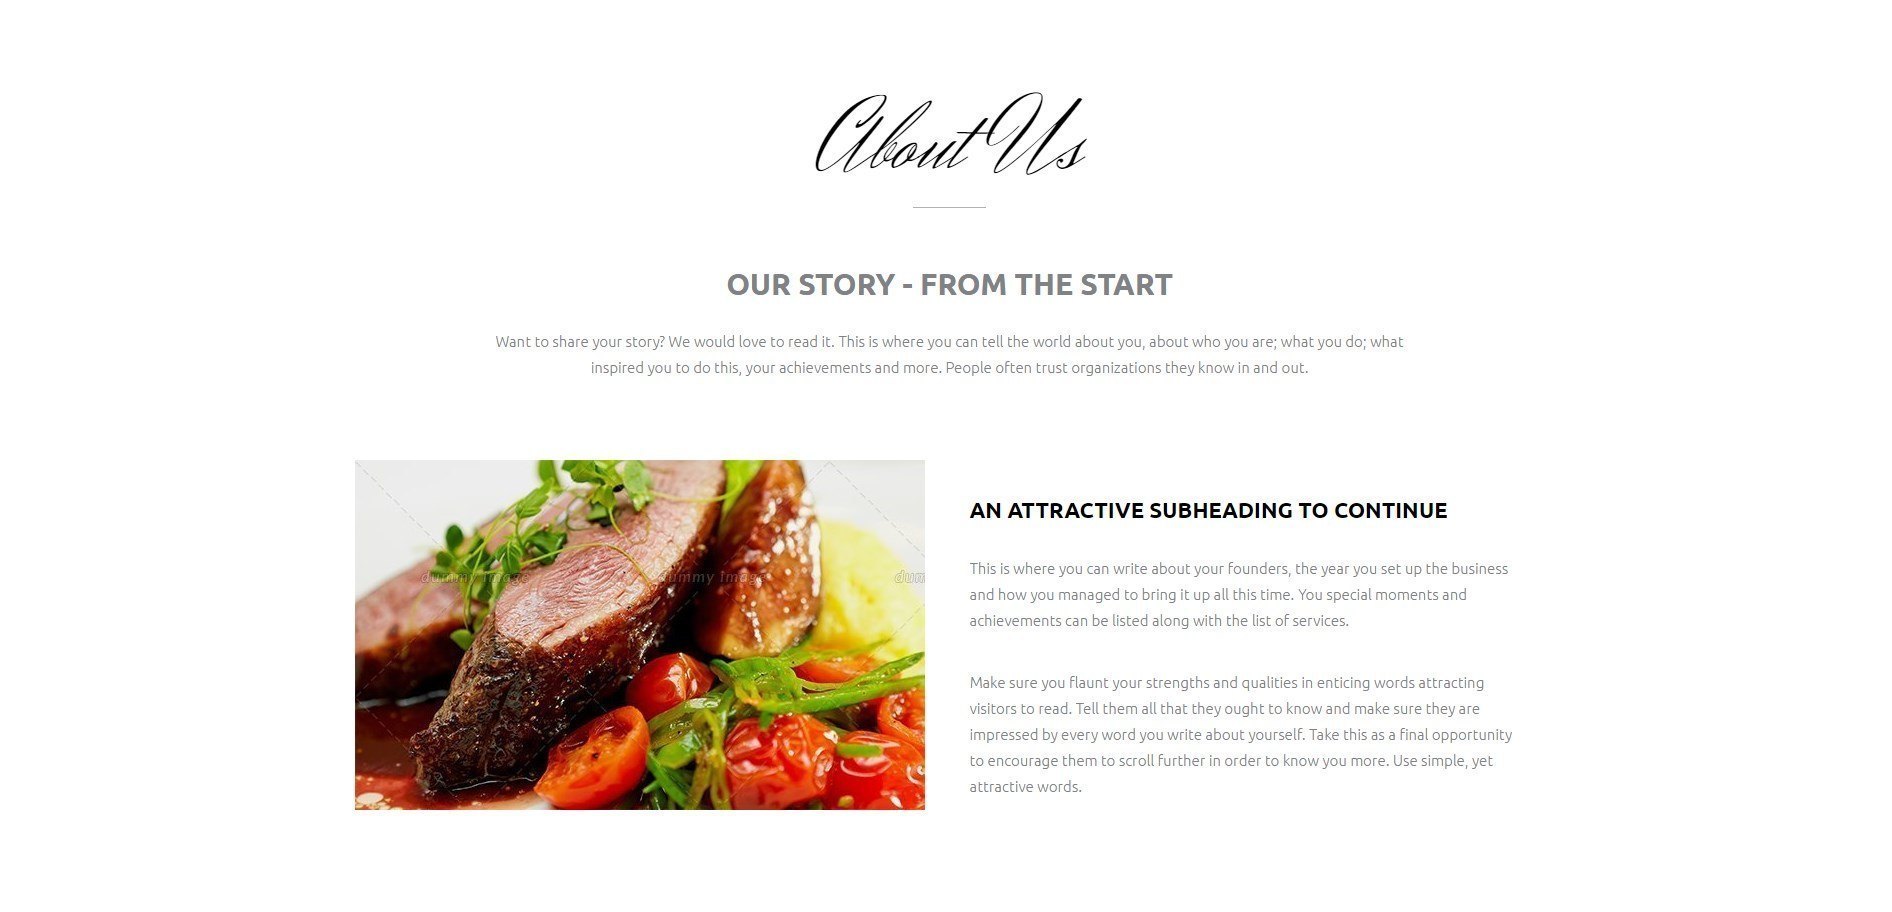 About Us
OUR STORY - FROM THE START
Want to share your story? We would love to read it. This is where you can tell the world about you, about who you are; what you do; what
inspired you to do this, your achievements and more. People often trust organizations they know in and out.
AN ATTRACTIVE SUBHEADING TO CONTINUE
This is where you can write about your founders, the year you set up the business
and how you managed to bring it up all this time. You special moments and
achievements can be listed along with the list of services.
Make sure you flaunt your strengths and qualities in enticing words attracting
visitors to read. Tell them all that they ought to know and make sure they are
impressed by every word you write about yourself. Take this as a final opportunity
to encourage them to scroll further in order to know you more. Use simple, yet
attractive words.
dummy image dummy image dum